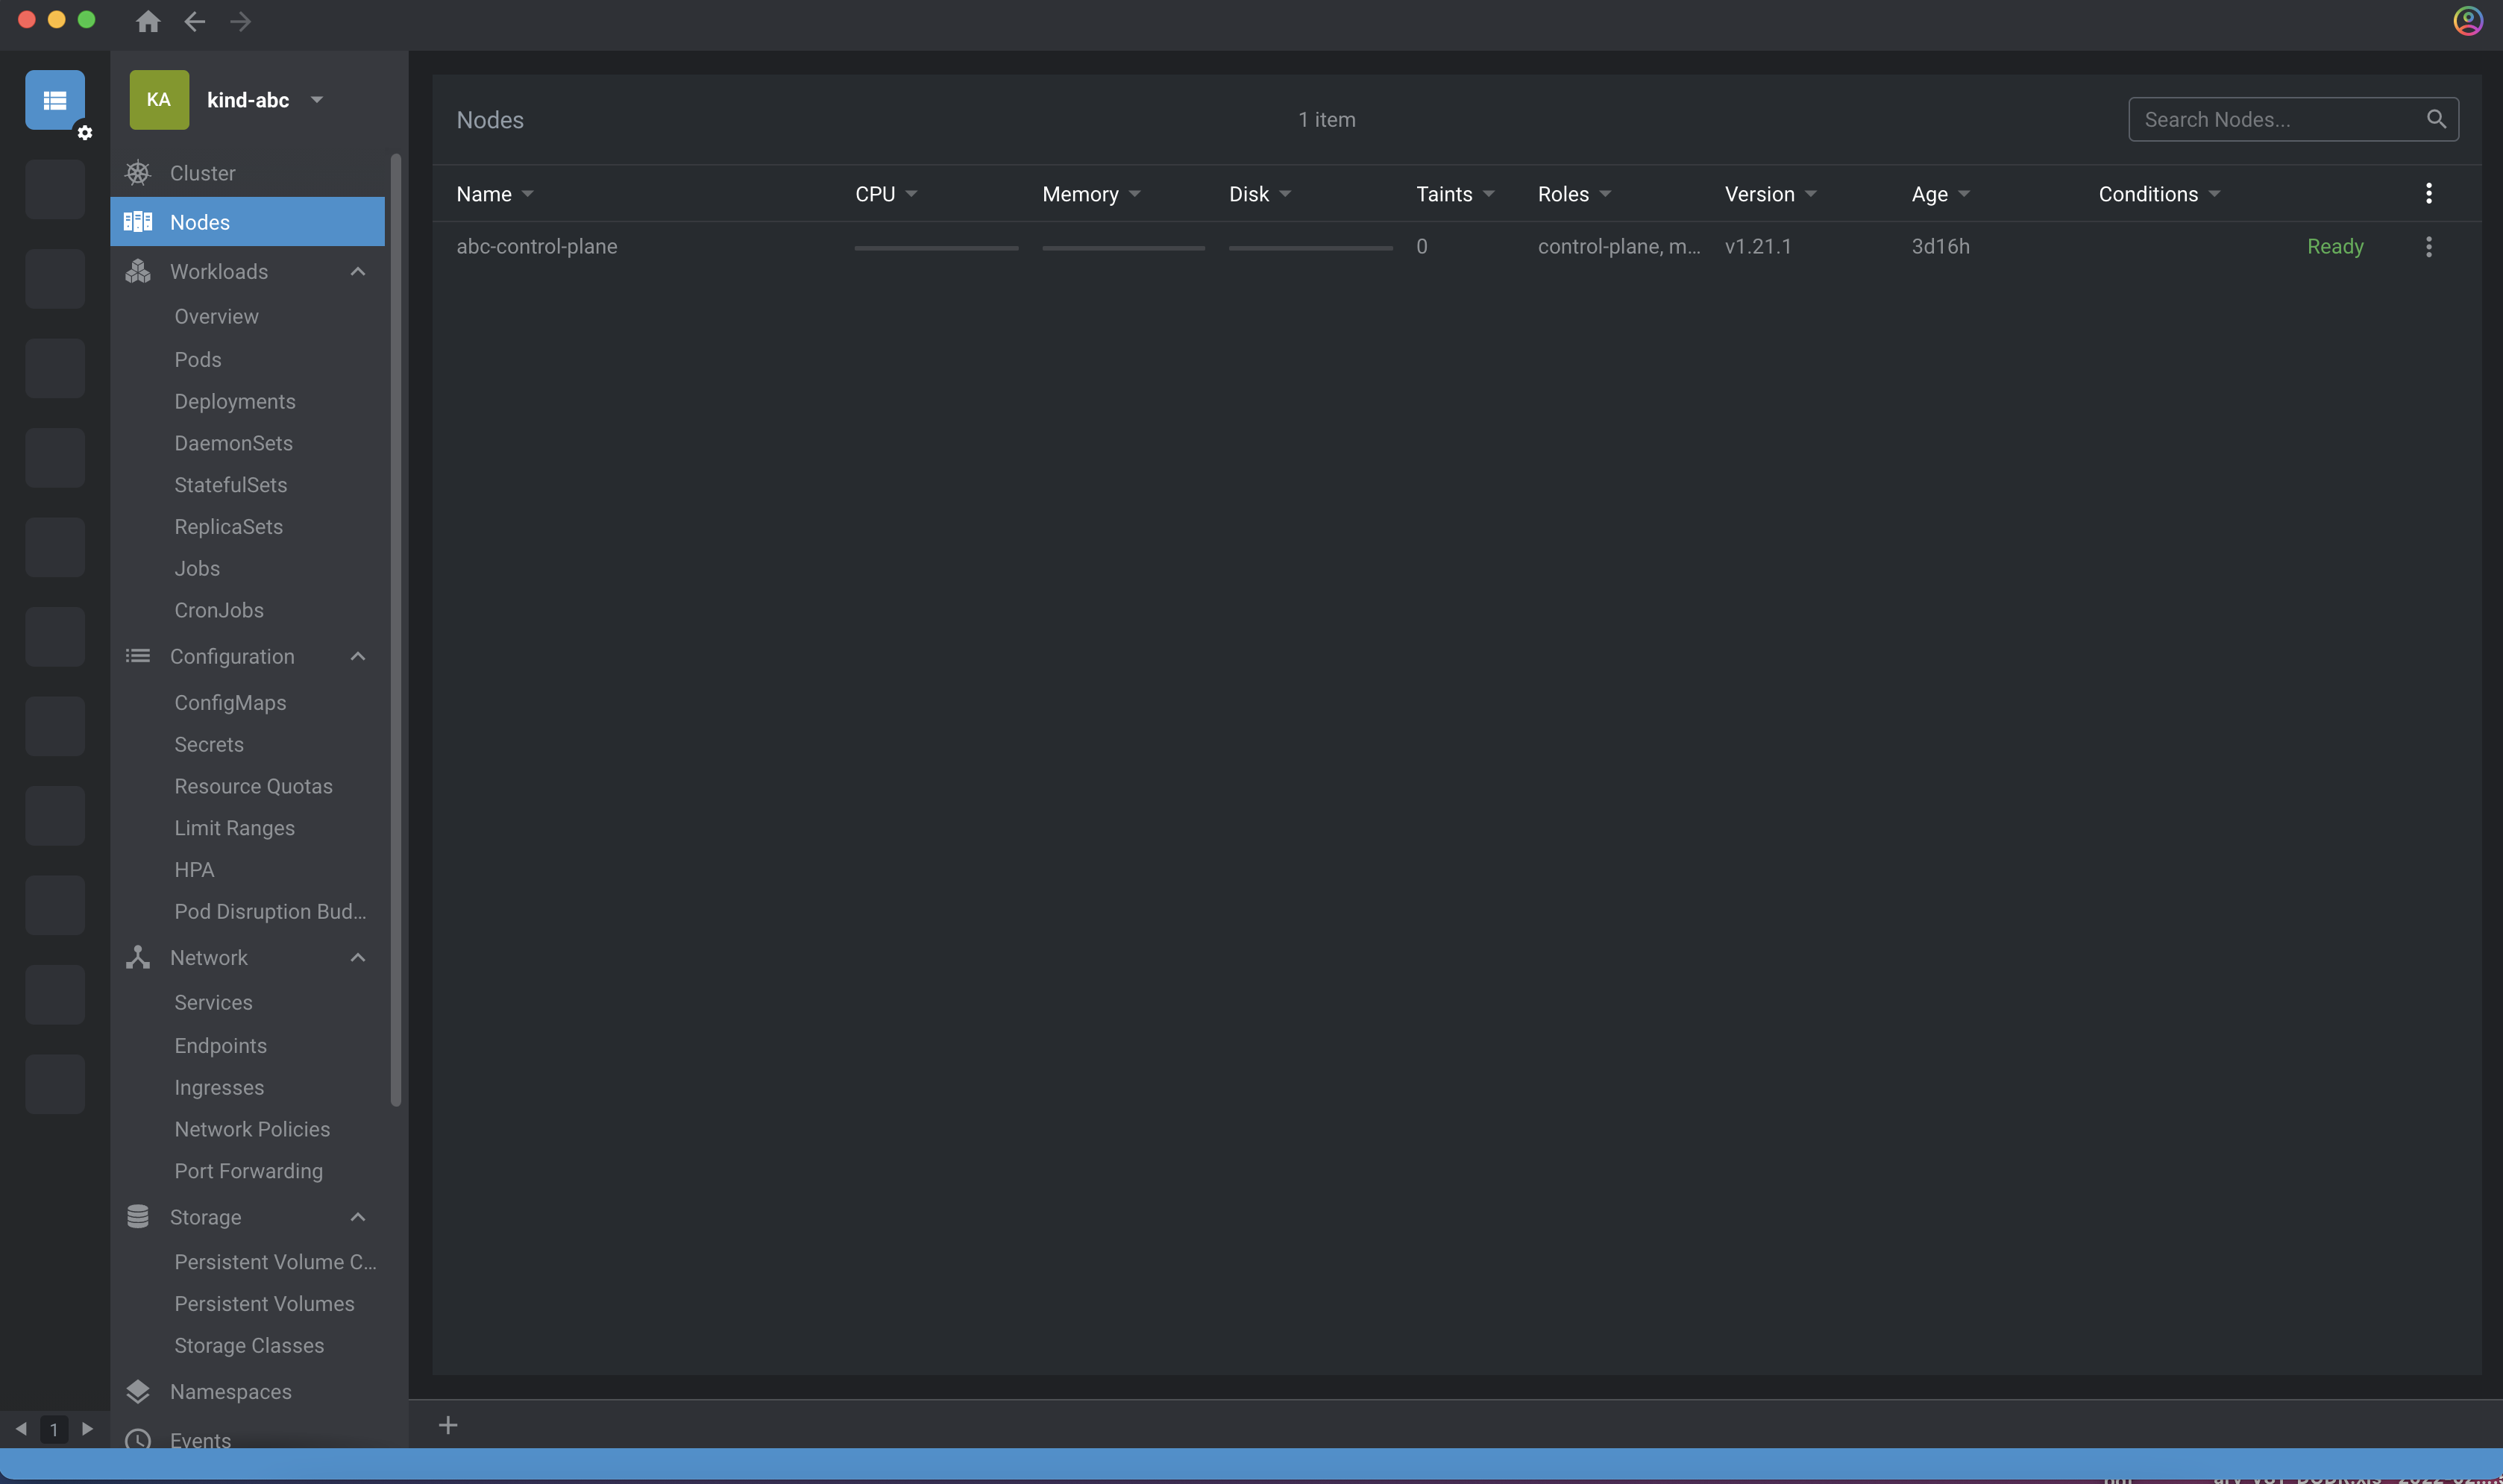 KA
kind-abc
Cluster
Nodes
Workloads
Overview
Pods
Deployments
DaemonSets
StatefulSets
ReplicaSets
Jobs
CronJobs
Configuration
ConfigMaps
Secrets
Resource Quotas
Limit Ranges
HPA
Pod Disruption Bud...
Network
Services
Endpoints
Ingresses
Network Policies
Port Forwarding
Storage
Persistent Volume C...
Persistent Volumes
Storage Classes
Namespaces
Events
1
Nodes 1 item Search Nodes...
Name CPU Memory Disk Taints Roles Version Age Conditions
abc-control-plane 0 control-plane, m... v1.21.1 3d16h Ready